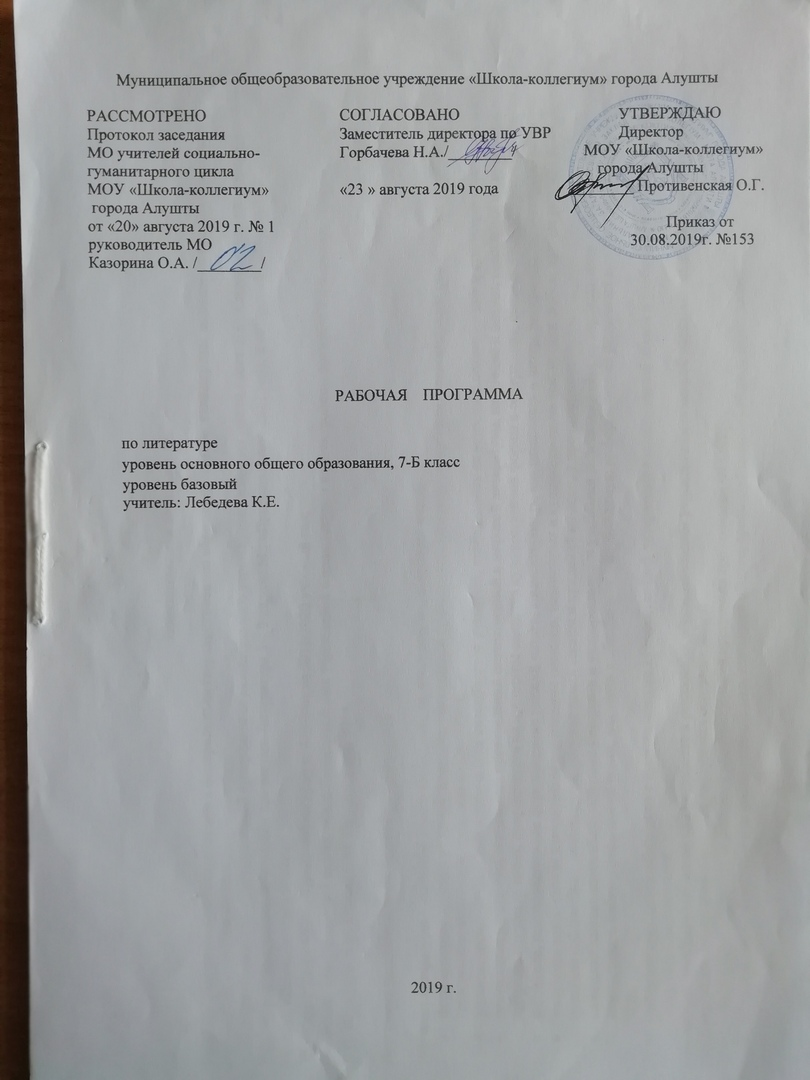 Муниципальное общеобразовательное учреждение «Школа-коллегиум» города Алушты
РАССМОТРЕНО
Протокол заседания
МО учителей социально-
гуманитарного цикла
МОУ «Школа-коллегиум»
города Алушты
от «20» августа 2019 г. № 1
руководитель МО
Казорина О.А. /________/
СОГЛАСОВАНО
Заместитель директора по УВР
Горбачева Н.А./________/
«23 » августа 2019 года
УТВЕРЖДАЮ
Директор
МОУ «Школа-коллегиум»
города Алушты
________Противенская О.Г.
Приказ от
30.08.2019г. №153
РАБОЧАЯ ПРОГРАММА
по литературе
уровень основного общего образования, 7-Б класс
уровень базовый
учитель: Лебедева К.Е.
2019 г.